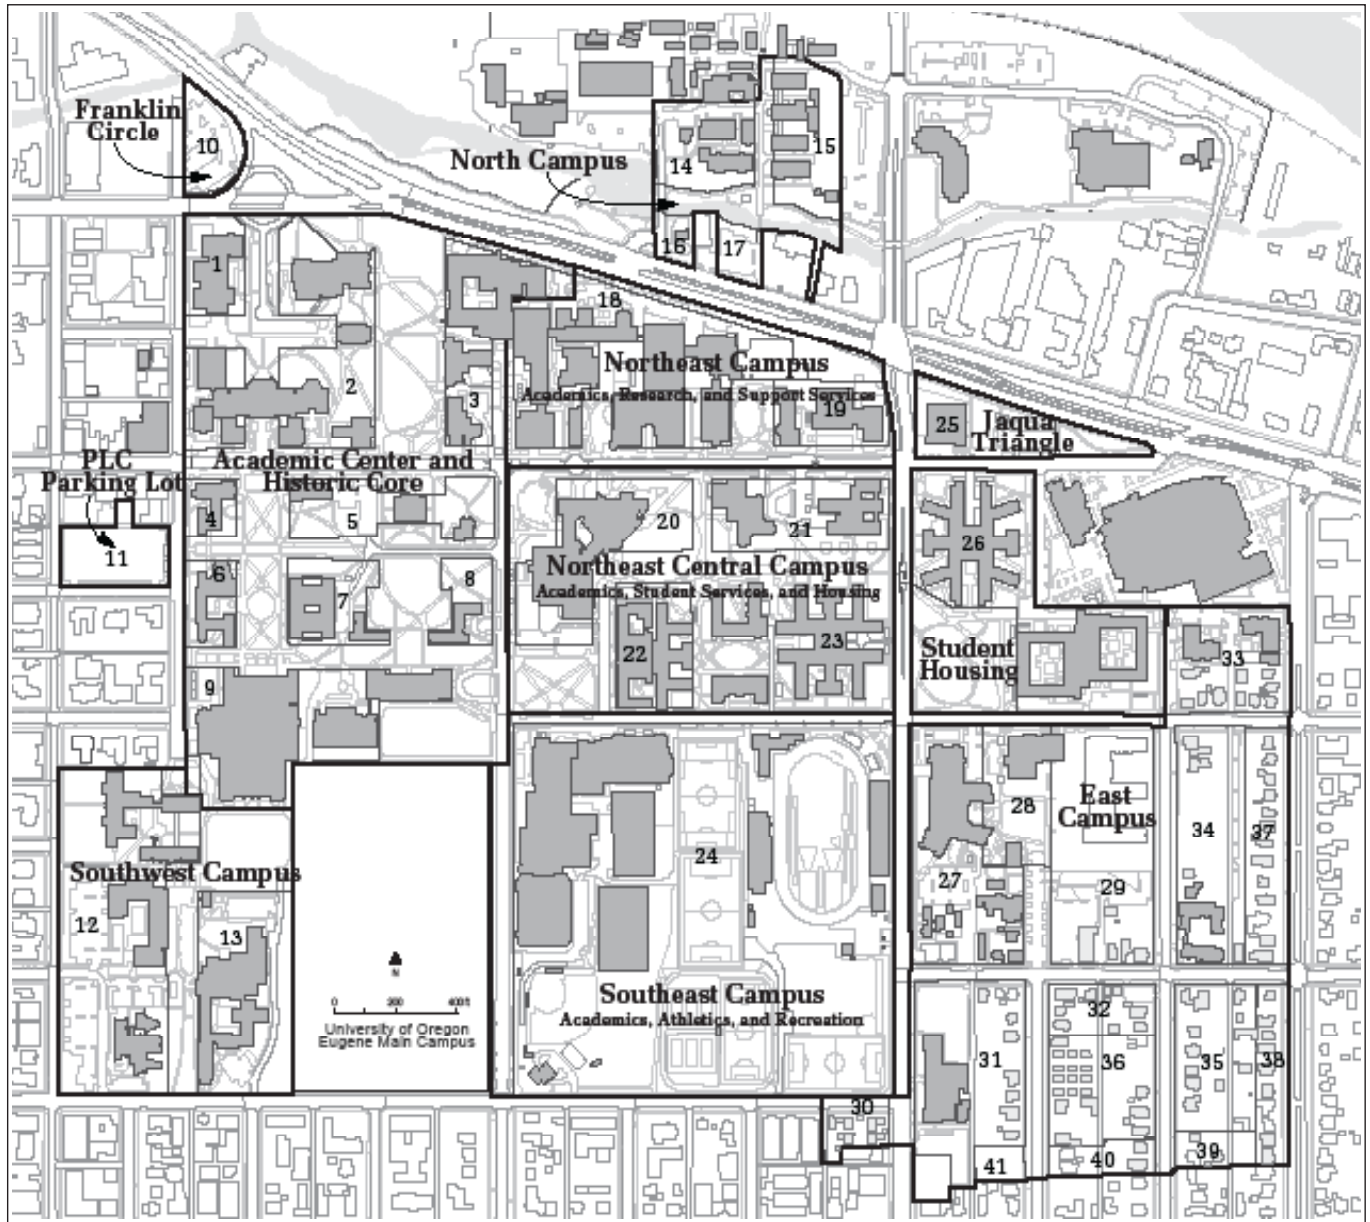 Franklin
Circle
10
North Campus
14
15
16
17
1
18
2
3
Northeast Campus
Academics, Research, and Support Services
19
25
Jaqua
Triangle
PLC
Parking Lot
11
Academic Center and
Historic Core
4
5
6
7
8
9
20
21
Northeast Central Campus
Academics, Student Services, and Housing
22
23
26
Student
Housing
33
Southwest Campus
12
13
N
0
200
400ft
University of Oregon
Eugene Main Campus
24
Southeast Campus
Academics, Athletics, and Recreation
27
28
East
Campus
29
34
37
30
31
32
36
35
38
41
40
39